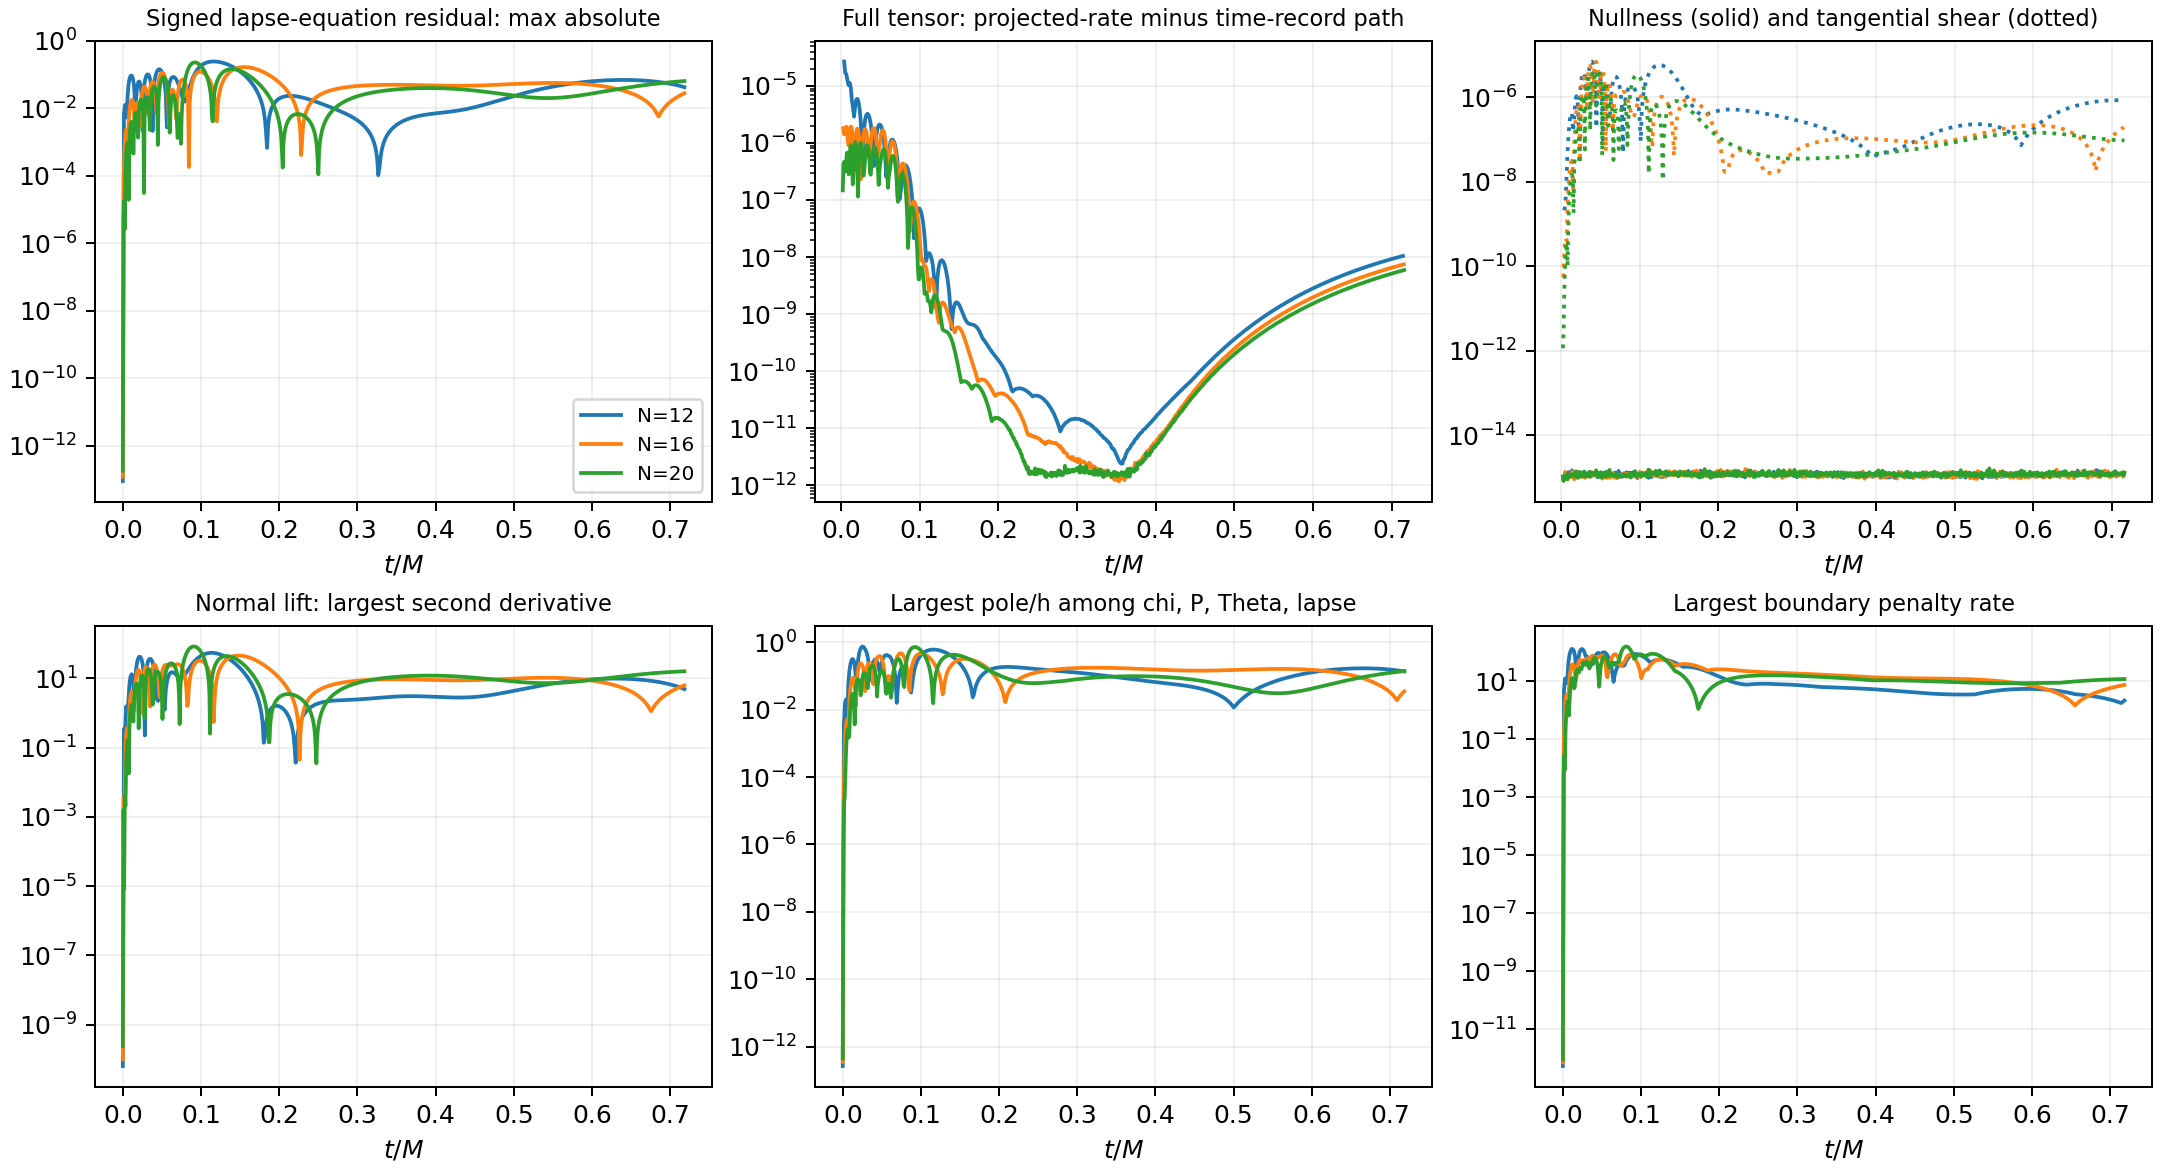 Signed lapse-equation residual: max absolute
10^0
10^-2
10^-4
10^-6
10^-8
10^-10
10^-12
N=12
N=16
N=20
0.0 0.1 0.2 0.3 0.4 0.5 0.6 0.7
t/M
Full tensor: projected-rate minus time-record path
10^-5
10^-6
10^-7
10^-8
10^-9
10^-10
10^-11
10^-12
0.0 0.1 0.2 0.3 0.4 0.5 0.6 0.7
t/M
Nullness (solid) and tangential shear (dotted)
10^-6
10^-8
10^-10
10^-12
10^-14
0.0 0.1 0.2 0.3 0.4 0.5 0.6 0.7
t/M
Normal lift: largest second derivative
10^1
10^-1
10^-3
10^-5
10^-7
10^-9
0.0 0.1 0.2 0.3 0.4 0.5 0.6 0.7
t/M
Largest pole/h among chi, P, Theta, lapse
10^0
10^-2
10^-4
10^-6
10^-8
10^-10
10^-12
0.0 0.1 0.2 0.3 0.4 0.5 0.6 0.7
t/M
Largest boundary penalty rate
10^1
10^-1
10^-3
10^-5
10^-7
10^-9
10^-11
0.0 0.1 0.2 0.3 0.4 0.5 0.6 0.7
t/M